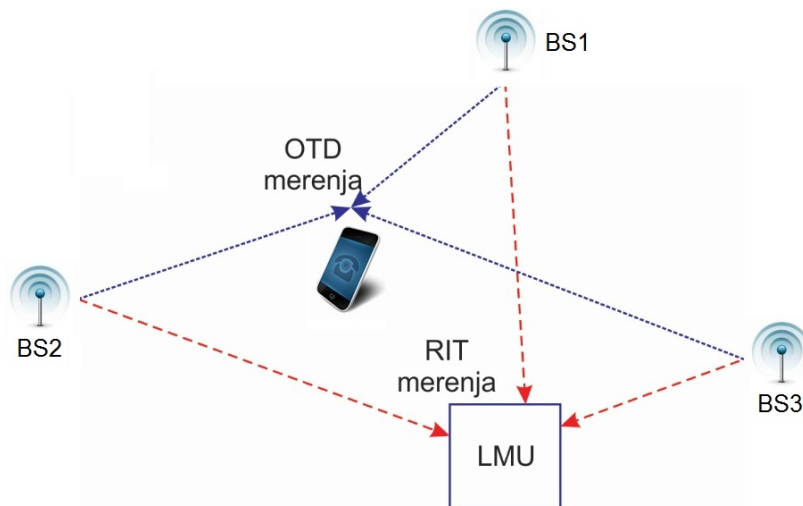 BS1
OTD
merenja
BS2
RIT
merenja
BS3
LMU